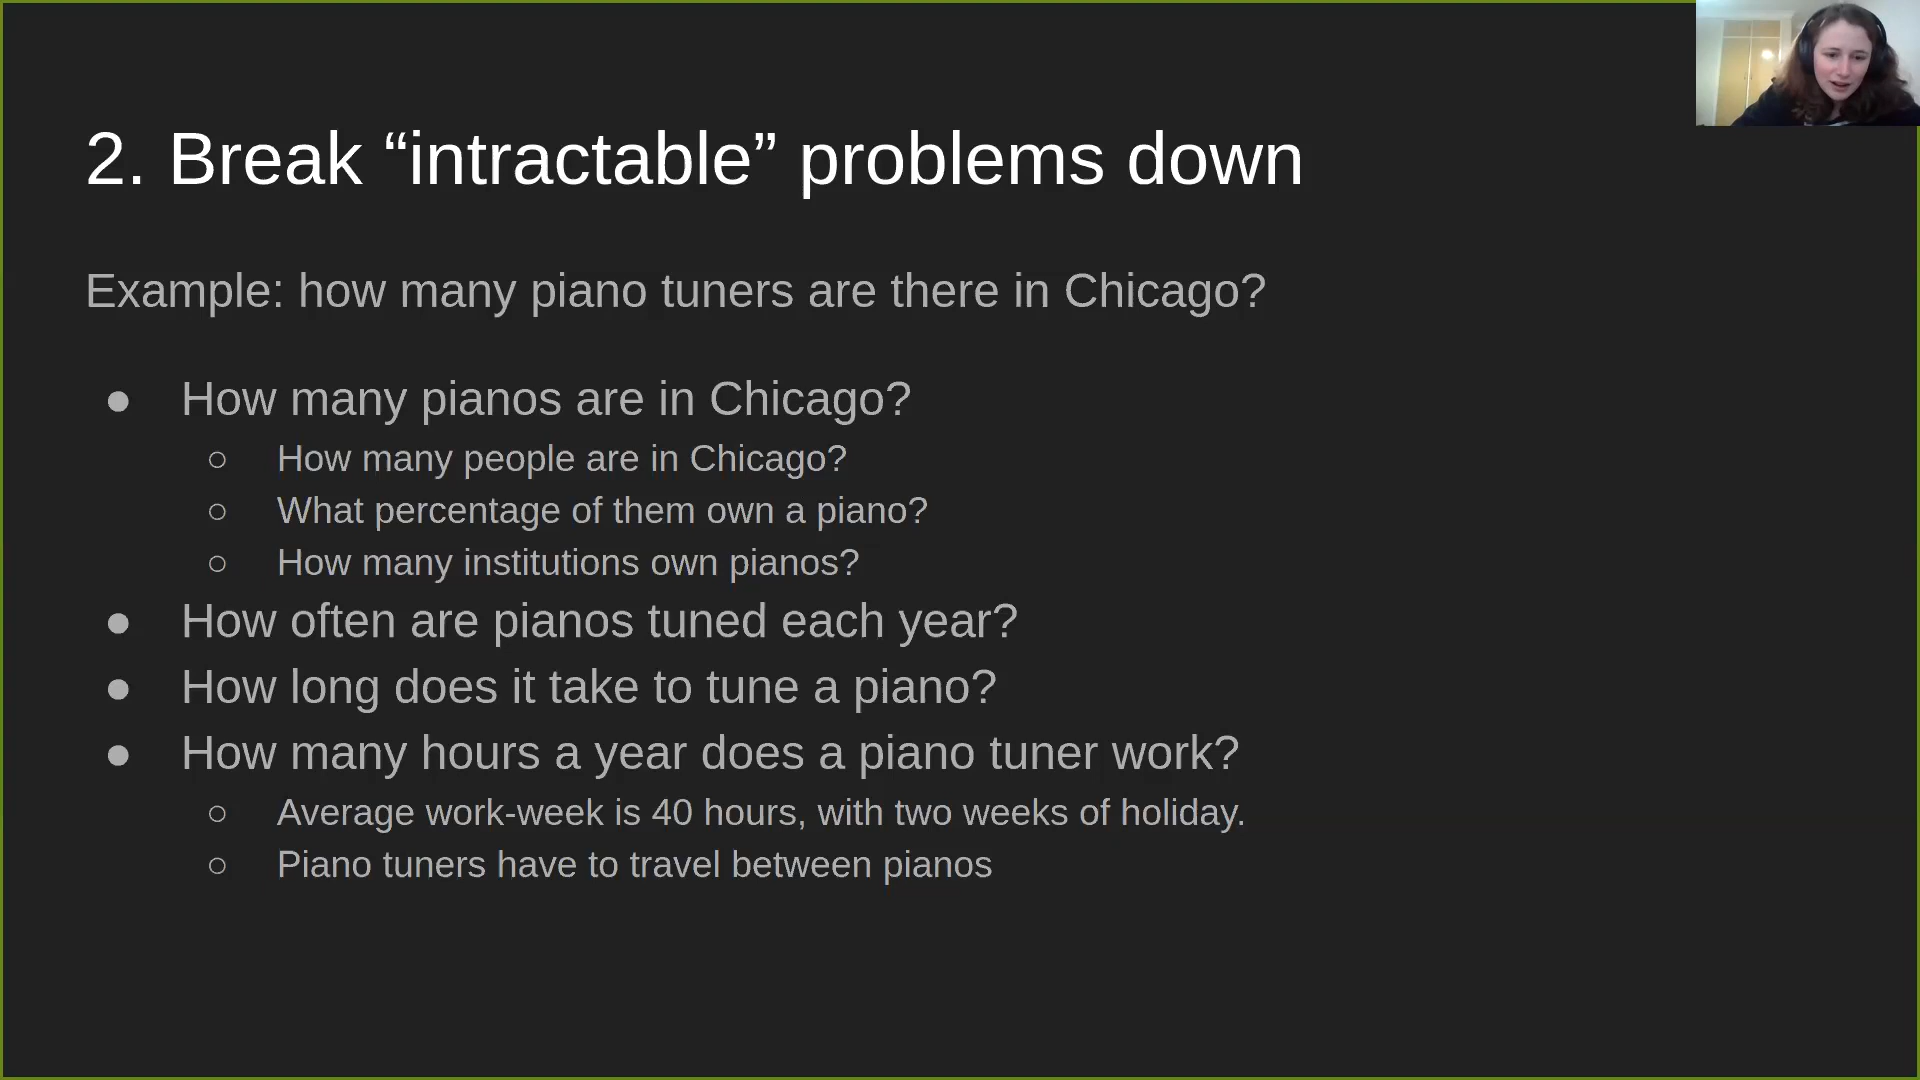 2. Break “intractable” problems down
Example: how many piano tuners are there in Chicago?
● How many pianos are in Chicago?
○ How many people are in Chicago?
○ What percentage of them own a piano?
○ How many institutions own pianos?
● How often are pianos tuned each year?
● How long does it take to tune a piano?
● How many hours a year does a piano tuner work?
○ Average work-week is 40 hours, with two weeks of holiday.
○ Piano tuners have to travel between pianos